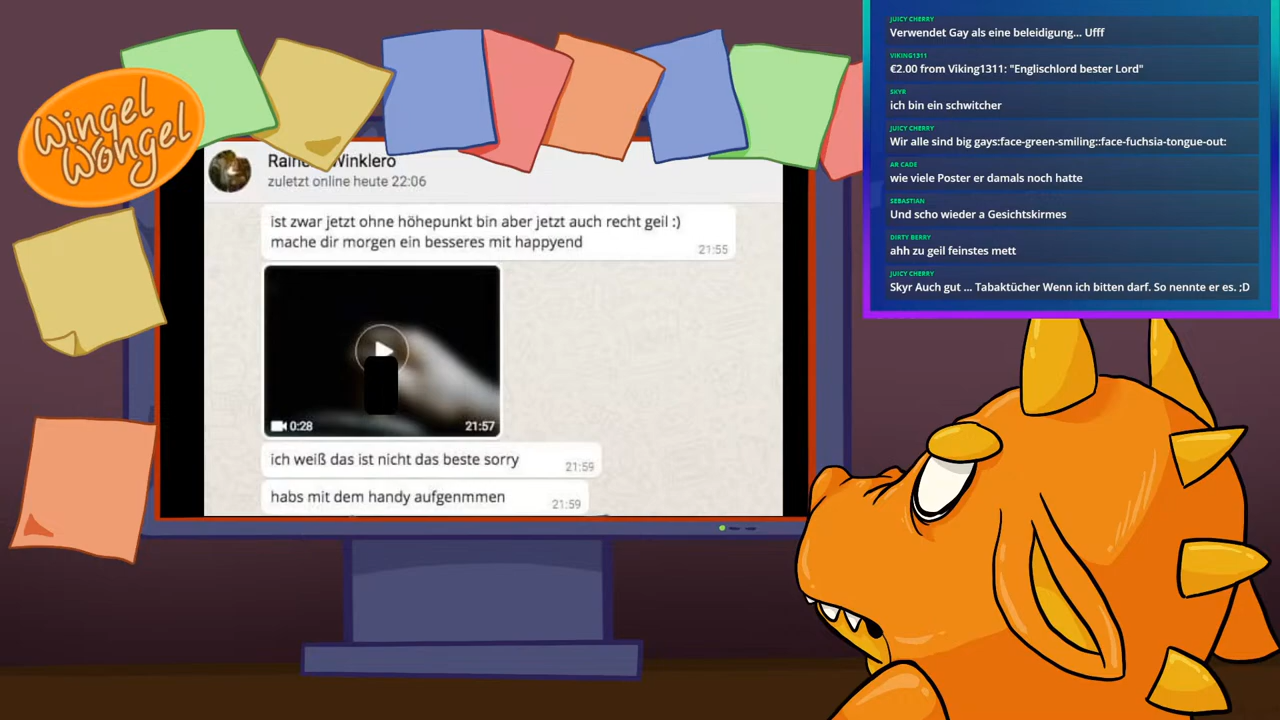 Wingel
Wongel
Winklero
zuletzt online heute 22:06
ist zwar jetzt ohne höhepunkt bin aber jetzt auch recht geil :)
mache dir morgen ein besseres mit happyend
21:55
0:28
21:57
ich weiß das ist nicht das beste sorry
21:59
habs mit dem handy aufgenmmen
21:59
JUICY CHERRY
Verwendet Gay als eine beleidigung... Ufff
VIKING1311
€2.00 from Viking1311: "Englischlord bester Lord"
SKYR
ich bin ein schwitcher
JUICY CHERRY
Wir alle sind big gays:face-green-smiling::face-fuchsia-tongue-out:
AR CADE
wie viele Poster er damals noch hatte
SEBASTIAN
Und scho wieder a Gesichtskirmes
DIRTY BERRY
ahh zu geil feinstes mett
JUICY CHERRY
Skyr Auch gut ... Tabaktücher Wenn ich bitten darf. So nennte er es. ;D